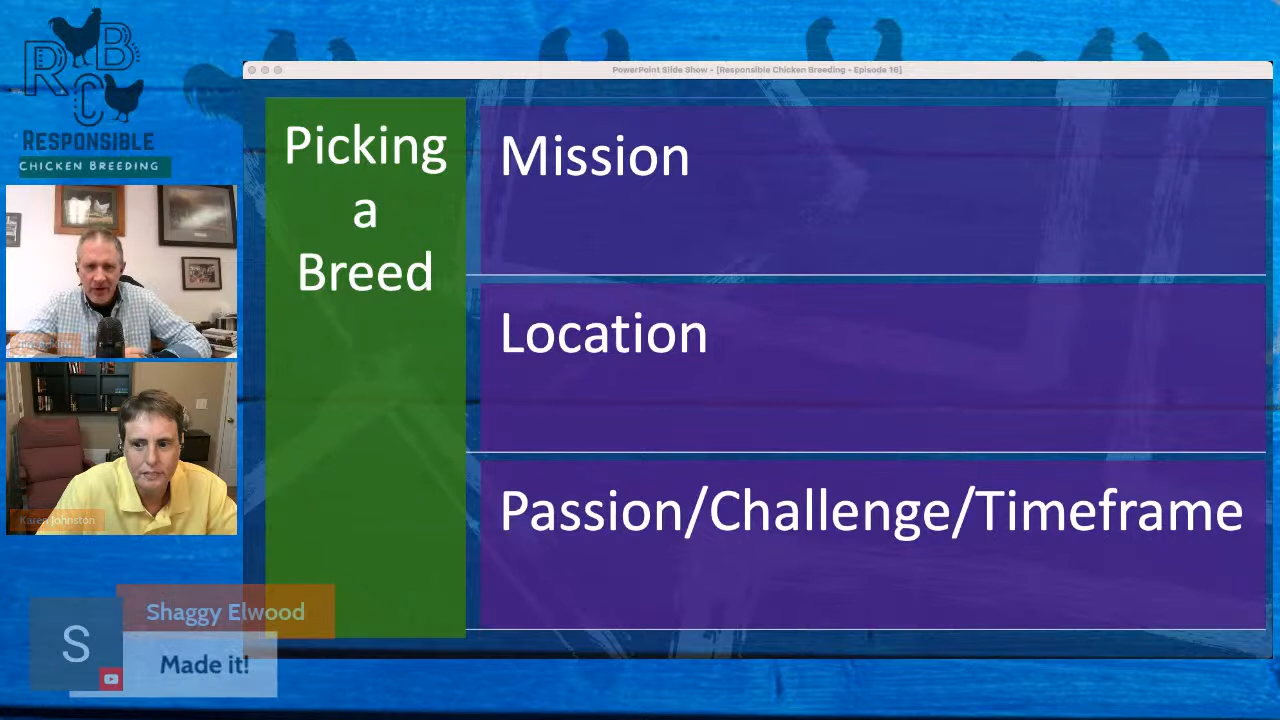 R B C
RESPONSIBLE
CHICKEN BREEDING
PowerPoint Slide Show - [Responsible Chicken Breeding - Episode 16]
Picking
a
Breed
Mission
Location
Passion/Challenge/Timeframe
Karen Johnston
Shaggy Elwood
S
Made it!